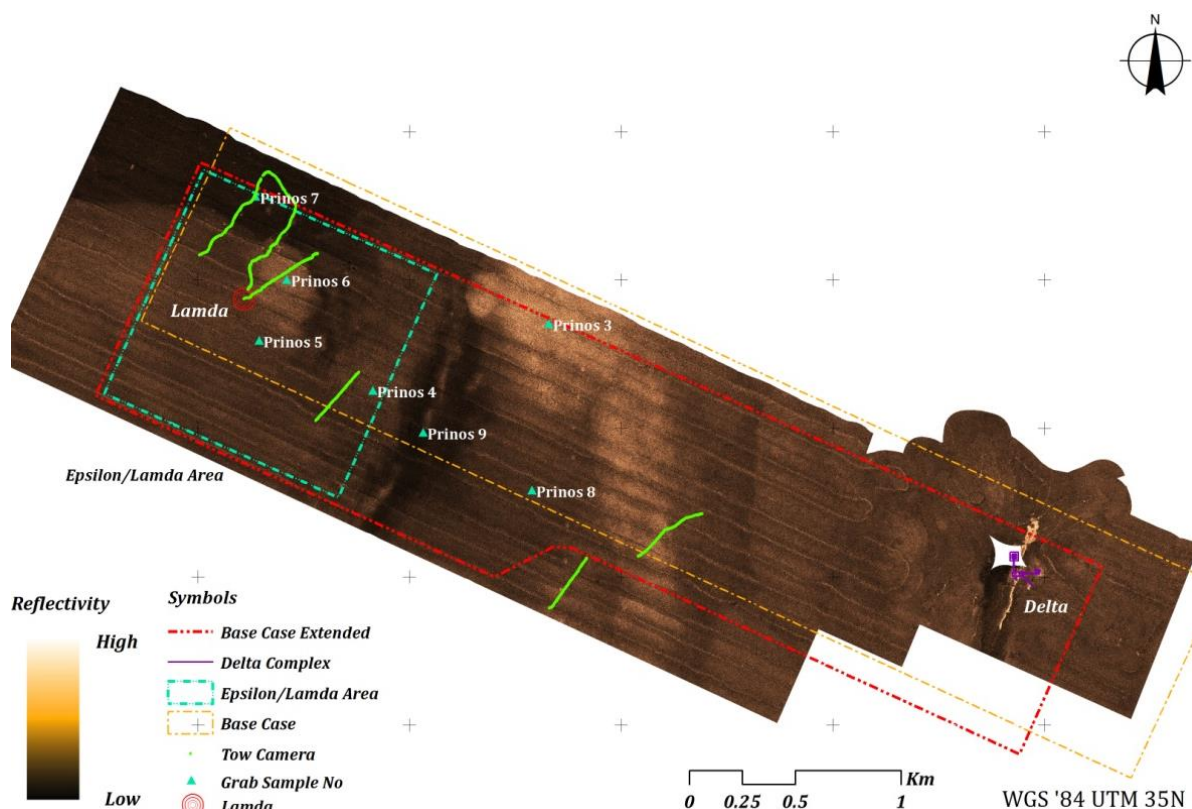 N
Prinos 7
Prinos 6
Lamda
Prinos 3
Prinos 5
Prinos 4
Prinos 9
Epsilon/Lamda Area
Prinos 8
Delta
Reflectivity
High
Low
Symbols
Base Case Extended
Delta Complex
Epsilon/Lamda Area
Base Case
Tow Camera
Grab Sample No
Lamda
Km
0 0.25 0.5 1
WGS '84 UTM 35N